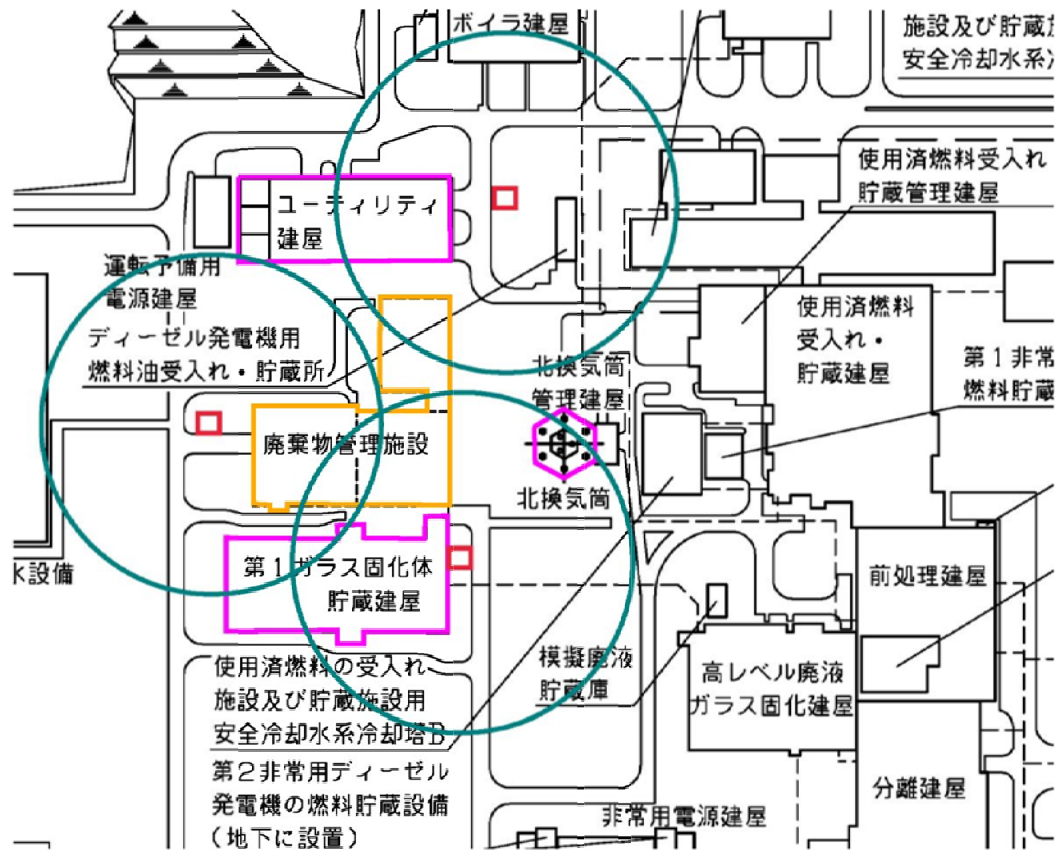 ボイラ建屋
施設及び貯蔵
安全冷却水系
使用済燃料受入れ
貯蔵管理建屋
ユーティリティ
建屋
運転予備用
電源建屋
ディーゼル発電機用
燃料油受入れ・貯蔵所
使用済燃料
受入れ・
貯蔵建屋
第1非常
燃料貯蔵
北換気筒
管理建屋
廃棄物管理施設
北換気筒
水設備
第1ガラス固化体
貯蔵建屋
前処理建屋
使用済燃料の受入れ
施設及び貯蔵施設用
安全冷却水系冷却塔B
模擬廃液
貯蔵庫
高レベル廃液
ガラス固化建屋
第2非常用ディーゼル
発電機の燃料貯蔵設備
(地下に設置)
非常用電源建屋
分離建屋